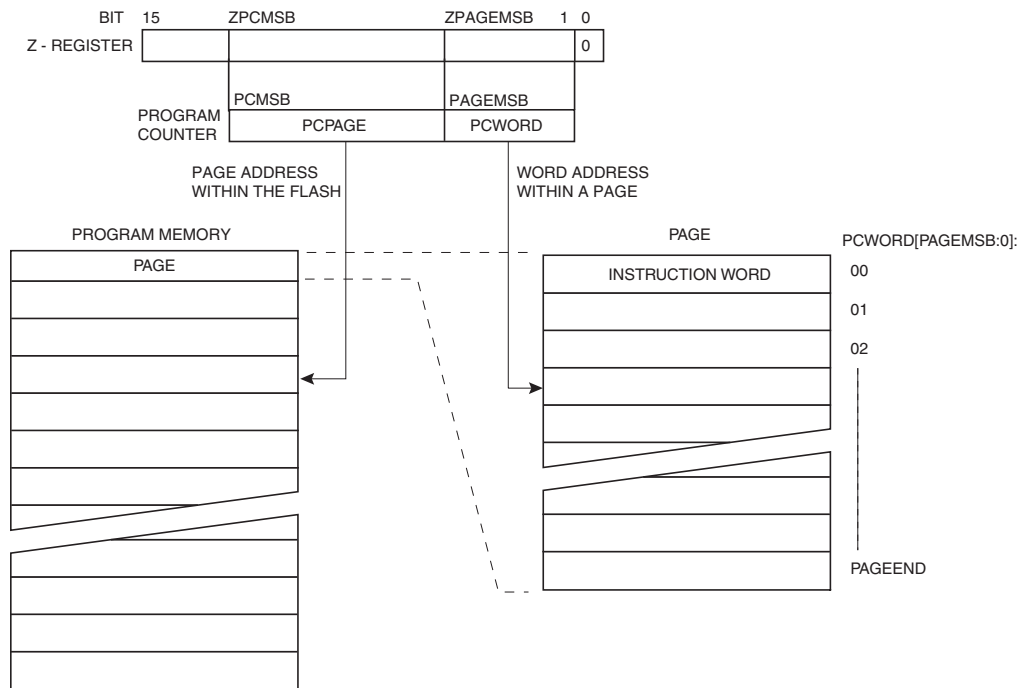 BIT 15 ZPCMSB ZPAGEMSB 1 0
Z - REGISTER 0
PCMSB PAGEMSB
PROGRAM
COUNTER
PCPAGE PCWORD
PAGE ADDRESS
WITHIN THE FLASH
WORD ADDRESS
WITHIN A PAGE
PROGRAM MEMORY
PAGE
PAGE
PCWORD[PAGEMSB:0]:
INSTRUCTION WORD
00
01
02
PAGEEND